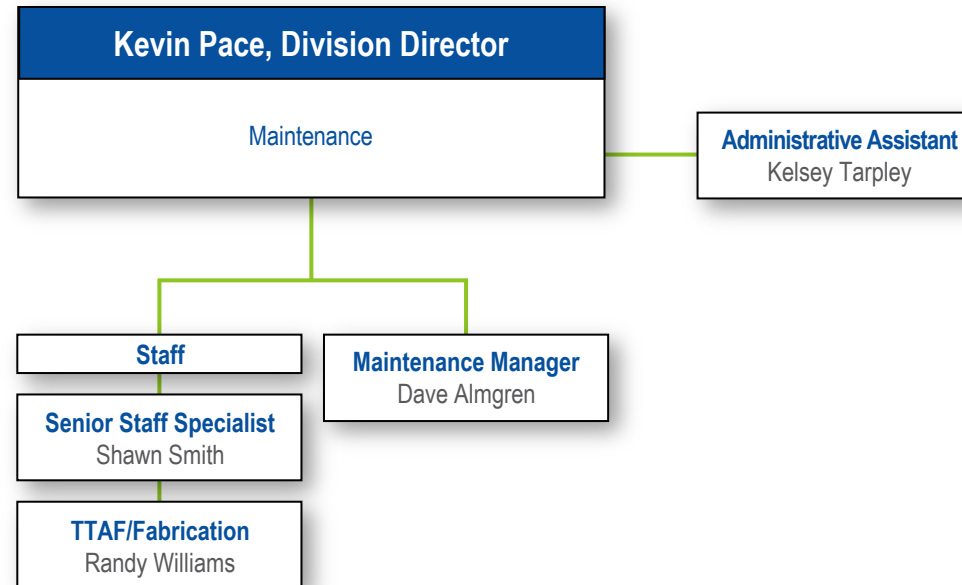 Kevin Pace, Division Director
Maintenance
Administrative Assistant
Kelsey Tarpley
Staff
Senior Staff Specialist
Shawn Smith
TTAF/Fabrication
Randy Williams
Maintenance Manager
Dave Almgren